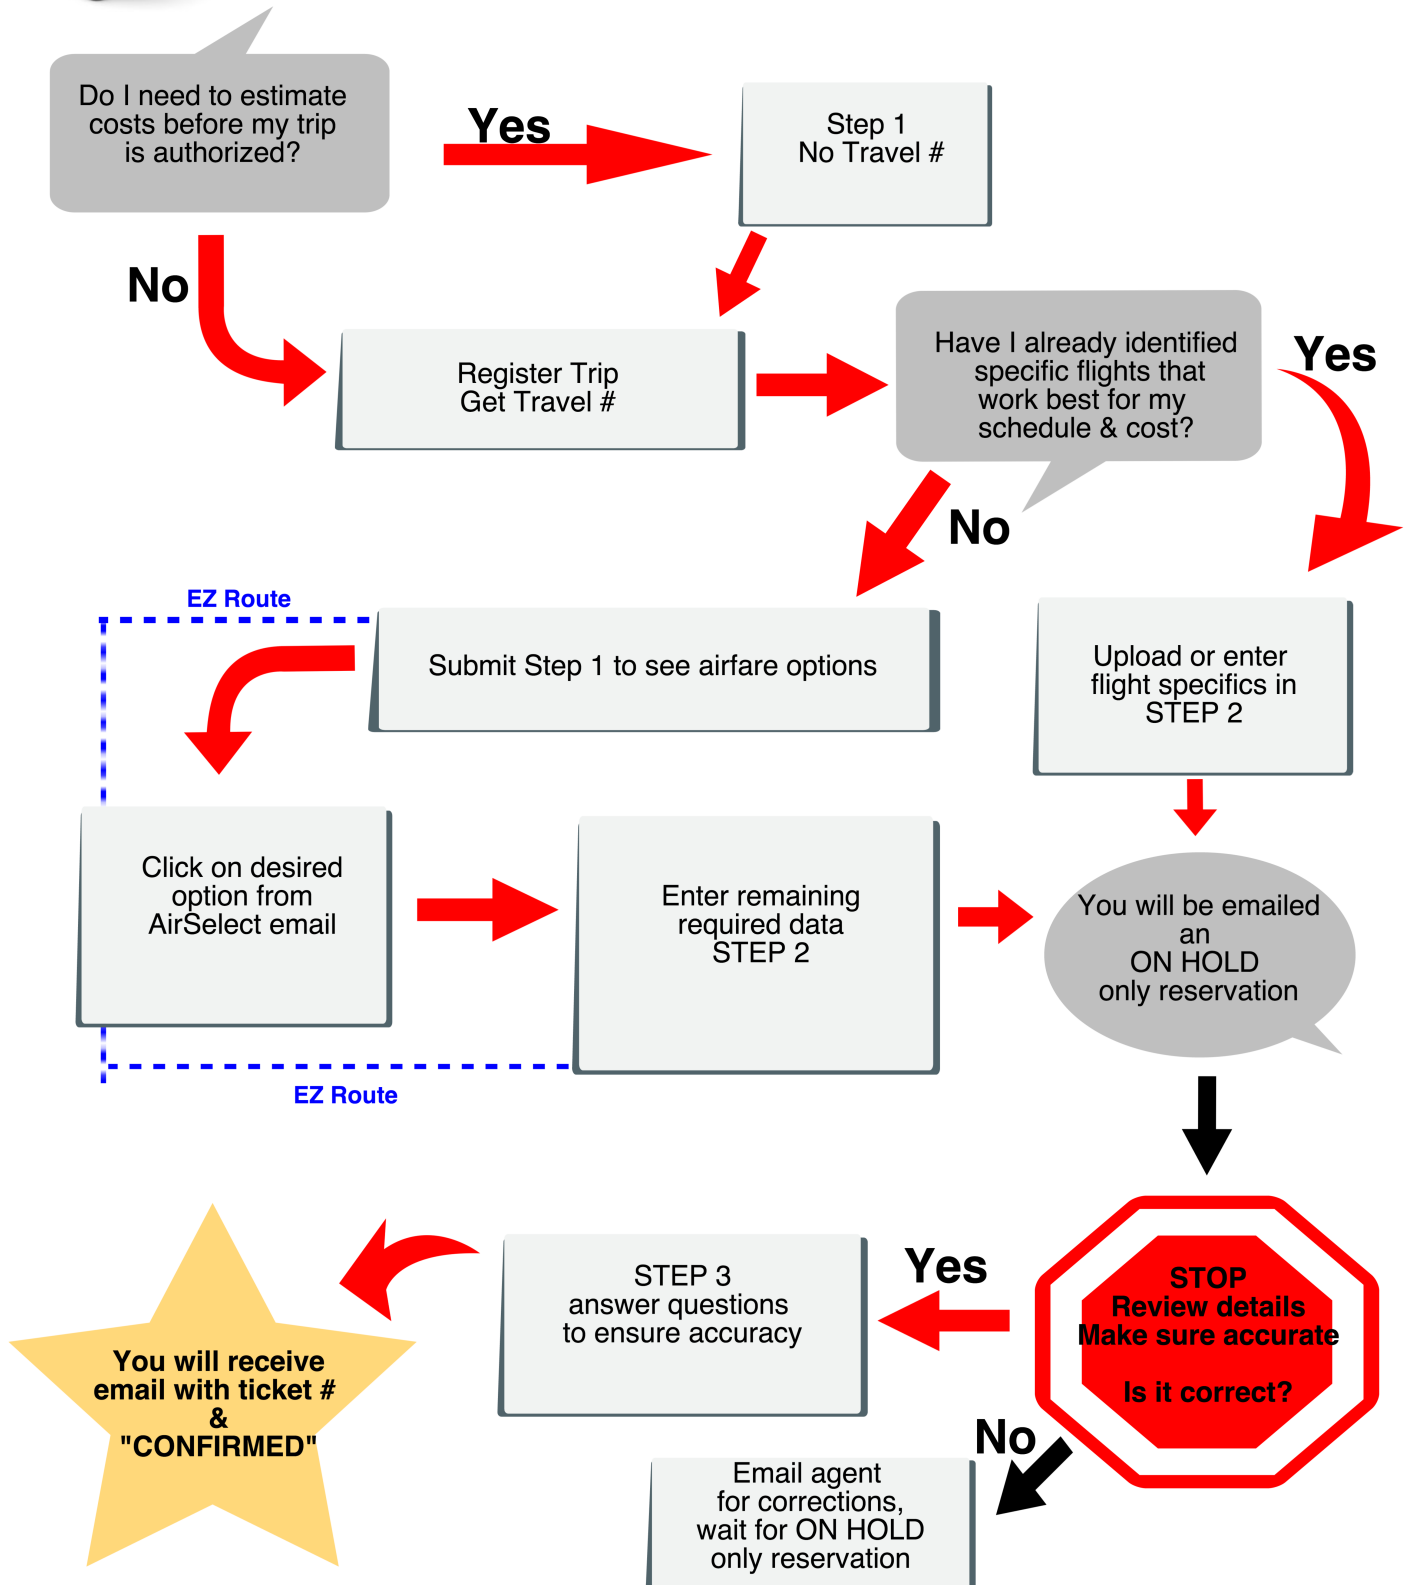 Do I need to estimate
costs before my trip
is authorized?
Yes
Step 1
No Travel #
No
Register Trip
Get Travel #
Have I already identified
specific flights that
work best for my
schedule & cost?
Yes
No
EZ Route
Submit Step 1 to see airfare options
Upload or enter
flight specifics in
STEP 2
Click on desired
option from
AirSelect email
Enter remaining
required data
STEP 2
You will be emailed
an
ON HOLD
only reservation
EZ Route
STOP
Review details
Make sure accurate
Is it correct?
Yes
STEP 3
answer questions
to ensure accuracy
You will receive
email with ticket #
&
"CONFIRMED"
No
Email agent
for corrections,
wait for ON HOLD
only reservation